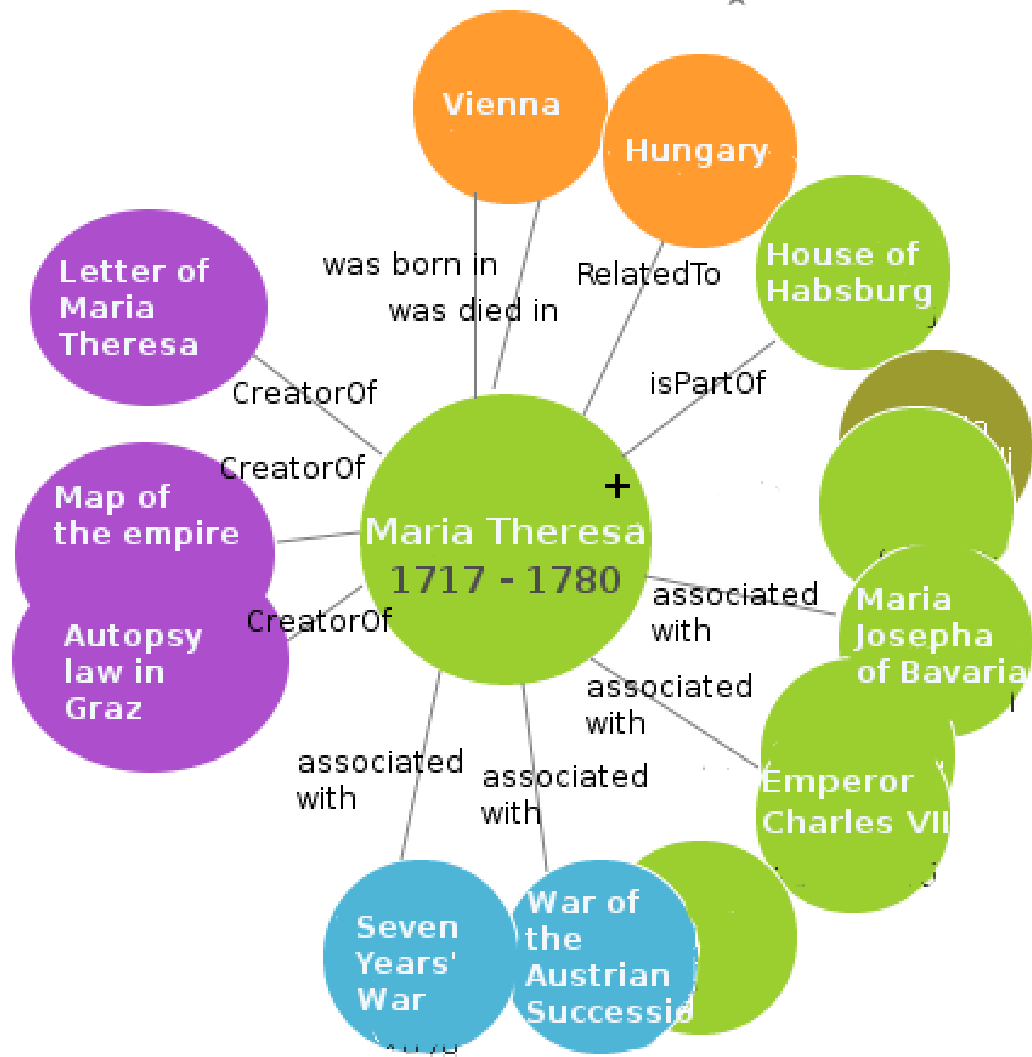 Vienna
Hungary
House of
Habsburg
was born in
was died in
RelatedTo
isPartOf
Letter of
Maria
Theresa
CreatorOf
CreatorOf
Map of
the empire
CreatorOf
Autopsy
law in
Graz
+
Maria Theresa
1717 - 1780
associated
with
Maria
Josepha
of Bavaria
associated
with
Emperor
Charles VII
associated
with
associated
with
Seven
Years'
War
War of
the
Austrian
Successio